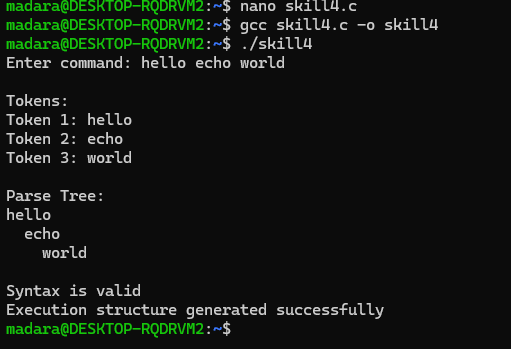 madara@DESKTOP-RQDRVM2:~$ nano skill4.c
madara@DESKTOP-RQDRVM2:~$ gcc skill4.c -o skill4
madara@DESKTOP-RQDRVM2:~$ ./skill4
Enter command: hello echo world

Tokens:
Token 1: hello
Token 2: echo
Token 3: world

Parse Tree:
hello
  echo
    world

Syntax is valid
Execution structure generated successfully
madara@DESKTOP-RQDRVM2:~$